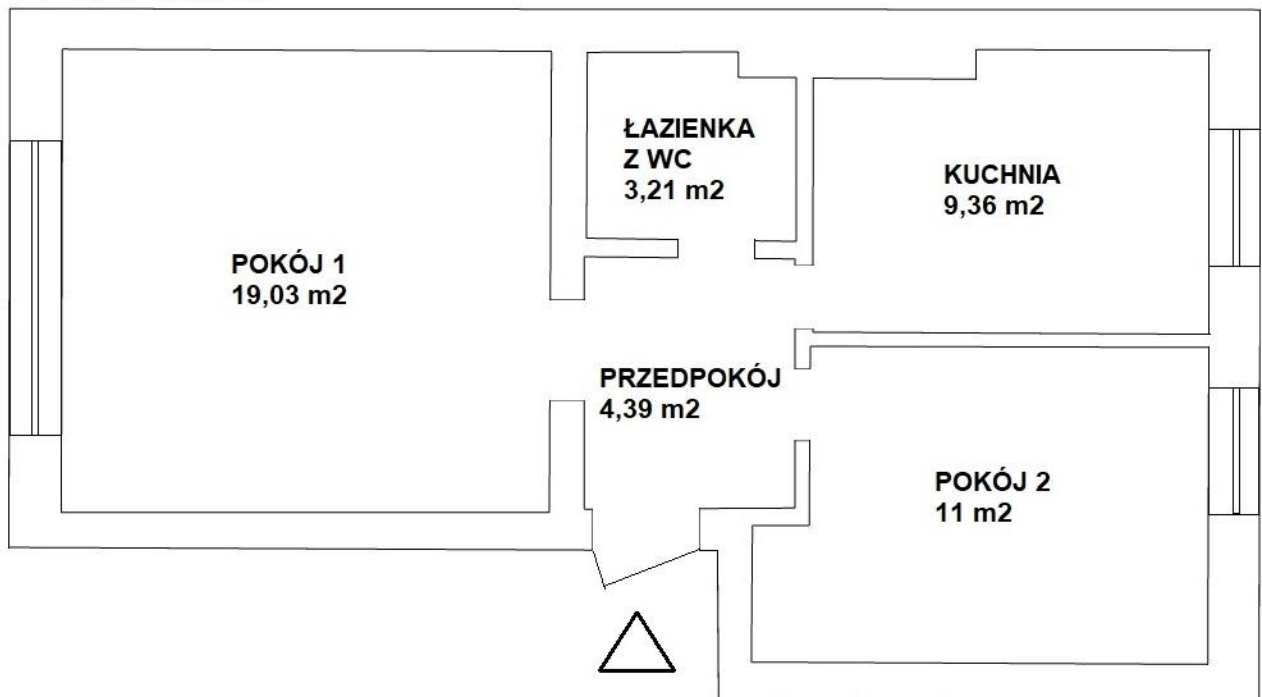 ŁAZIENKA
Z WC
3,21 m2
KUCHNIA
9,36 m2
POKÓJ 1
19,03 m2
PRZEDPOKÓJ
4,39 m2
POKÓJ 2
11 m2